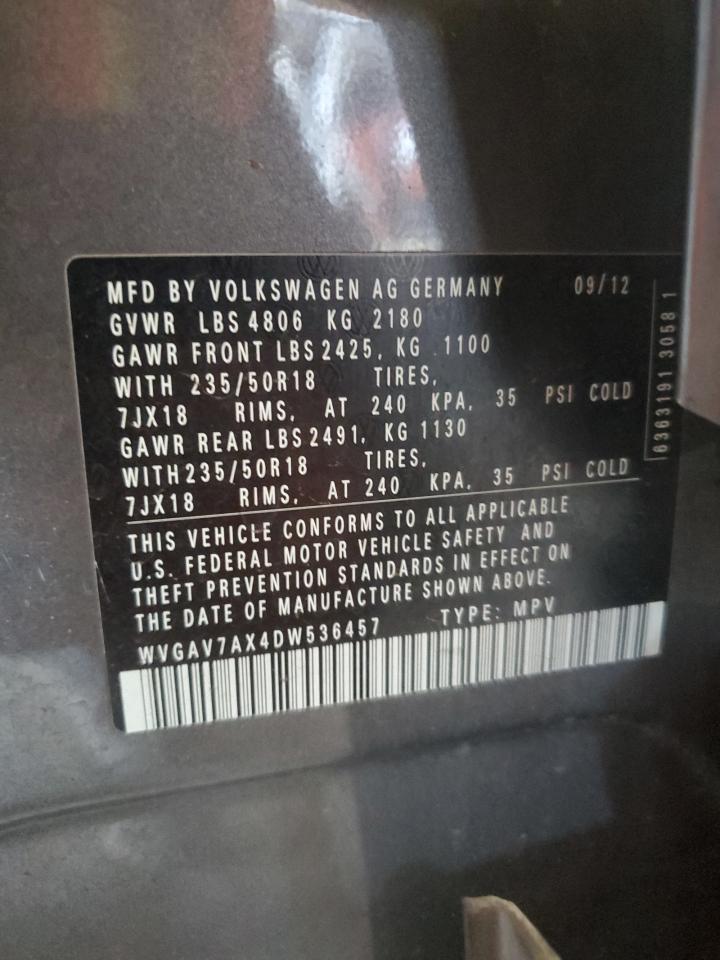 MFD BY VOLKSWAGEN AG GERMANY 09/12
GVWR LBS 4806 KG 2180
GAWR FRONT LBS 2425, KG 1100
WITH 235/50R18 TIRES,
7JX18 RIMS, AT 240 KPA, 35 PSI COLD
GAWR REAR LBS 2491, KG 1130
WITH 235/50R18 TIRES,
7JX18 RIMS, AT 240 KPA, 35 PSI COLD
THIS VEHICLE CONFORMS TO ALL APPLICABLE
U.S. FEDERAL MOTOR VEHICLE SAFETY AND
THEFT PREVENTION STANDARDS IN EFFECT ON
THE DATE OF MANUFACTURE SHOWN ABOVE.
WVGAV7AX4DW536457 TYPE: MPV
6363191 3058 1